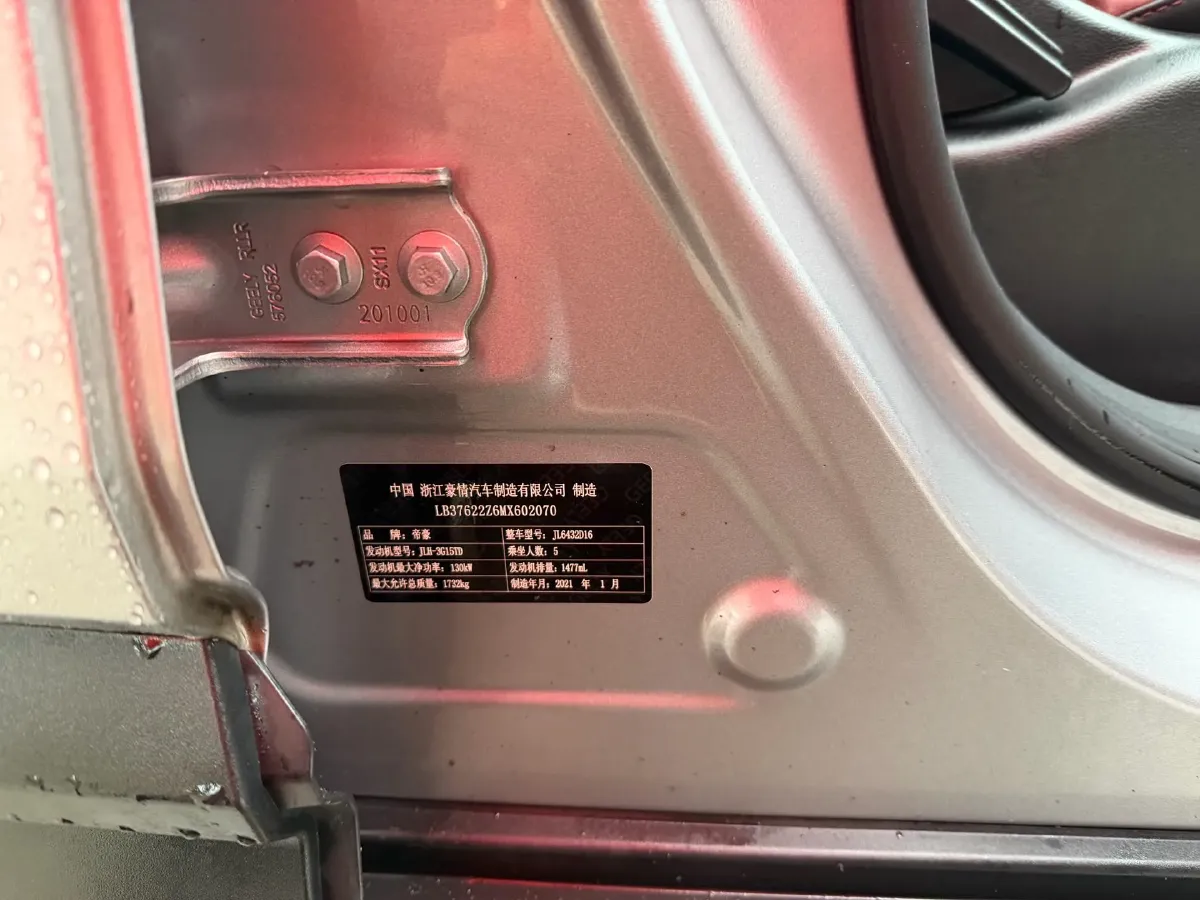 GEELY RLLR
576052
SX11
201001
中国 浙江豪情汽车制造有限公司 制造
LB37622Z6MX602070
品 牌：帝豪 整车型号：JL6432D16
发动机型号：JLH-3G15TD 乘坐人数：5
发动机最大净功率：130kW 发动机排量：1477mL
最大允许总质量：1732kg 制造年月：2021 年 1 月